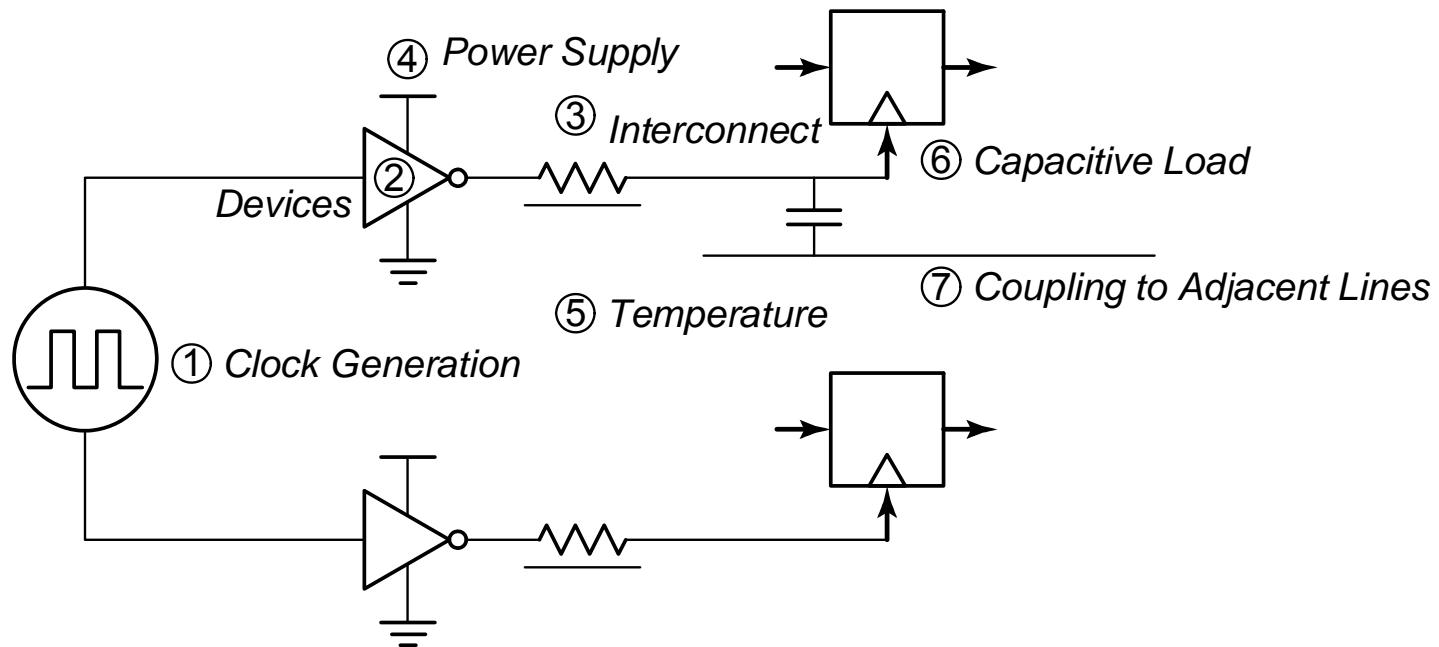 ④ Power Supply
③ Interconnect
⑥ Capacitive Load
②
Devices
⑦ Coupling to Adjacent Lines
⑤ Temperature
① Clock Generation